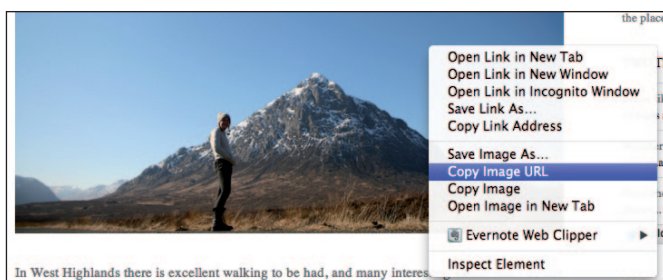 the place
Open Link in New Tab
Open Link in New Window
Open Link in Incognito Window
Save Link As...
Copy Link Address
Save Image As...
Copy Image URL
Copy Image
Open Image in New Tab
Evernote Web Clipper
Inspect Element
In West Highlands there is excellent walking to be had, and many